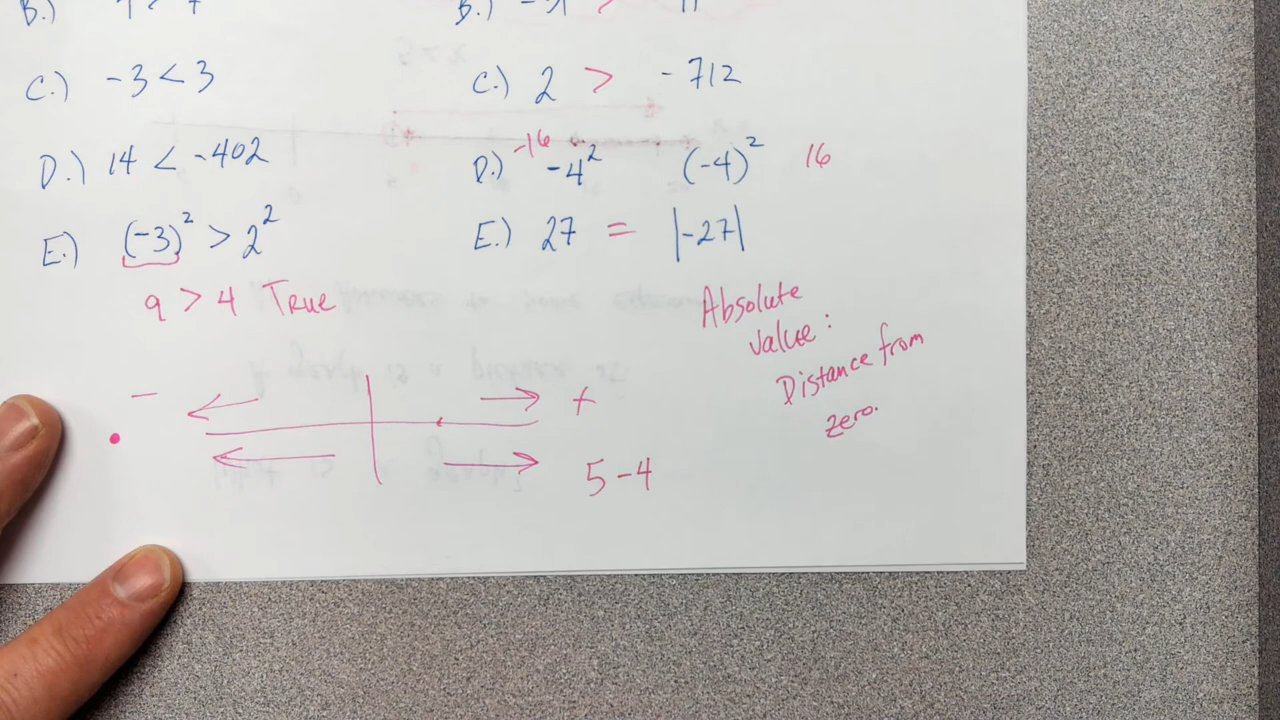 C.) -3 < 3
D.) 14 < -402
E.) (-3)² > 2²
9 > 4 True
C.) 2 > -712
D.) -16 -4² (-4)² 16
E.) 27 = |-27|
Absolute
value:
Distance from
zero.
- +
5-4